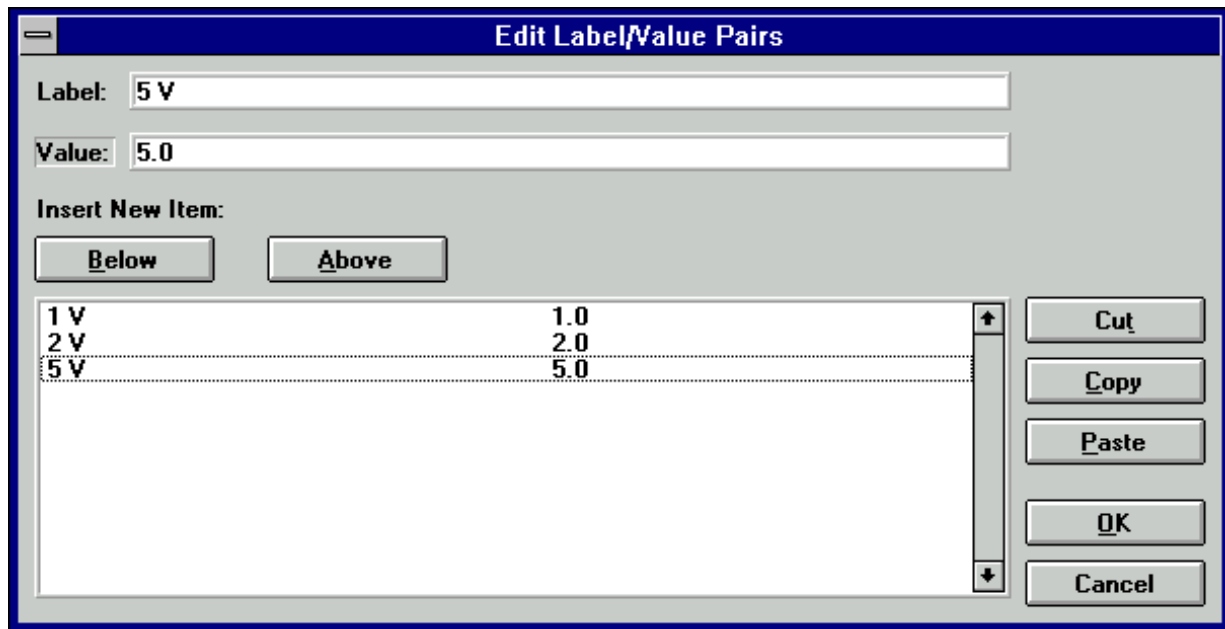 Edit Label/Value Pairs
Label: 5 V
Value: 5.0
Insert New Item:
Below Above
1 V 1.0
2 V 2.0
5 V 5.0
Cut
Copy
Paste
OK
Cancel